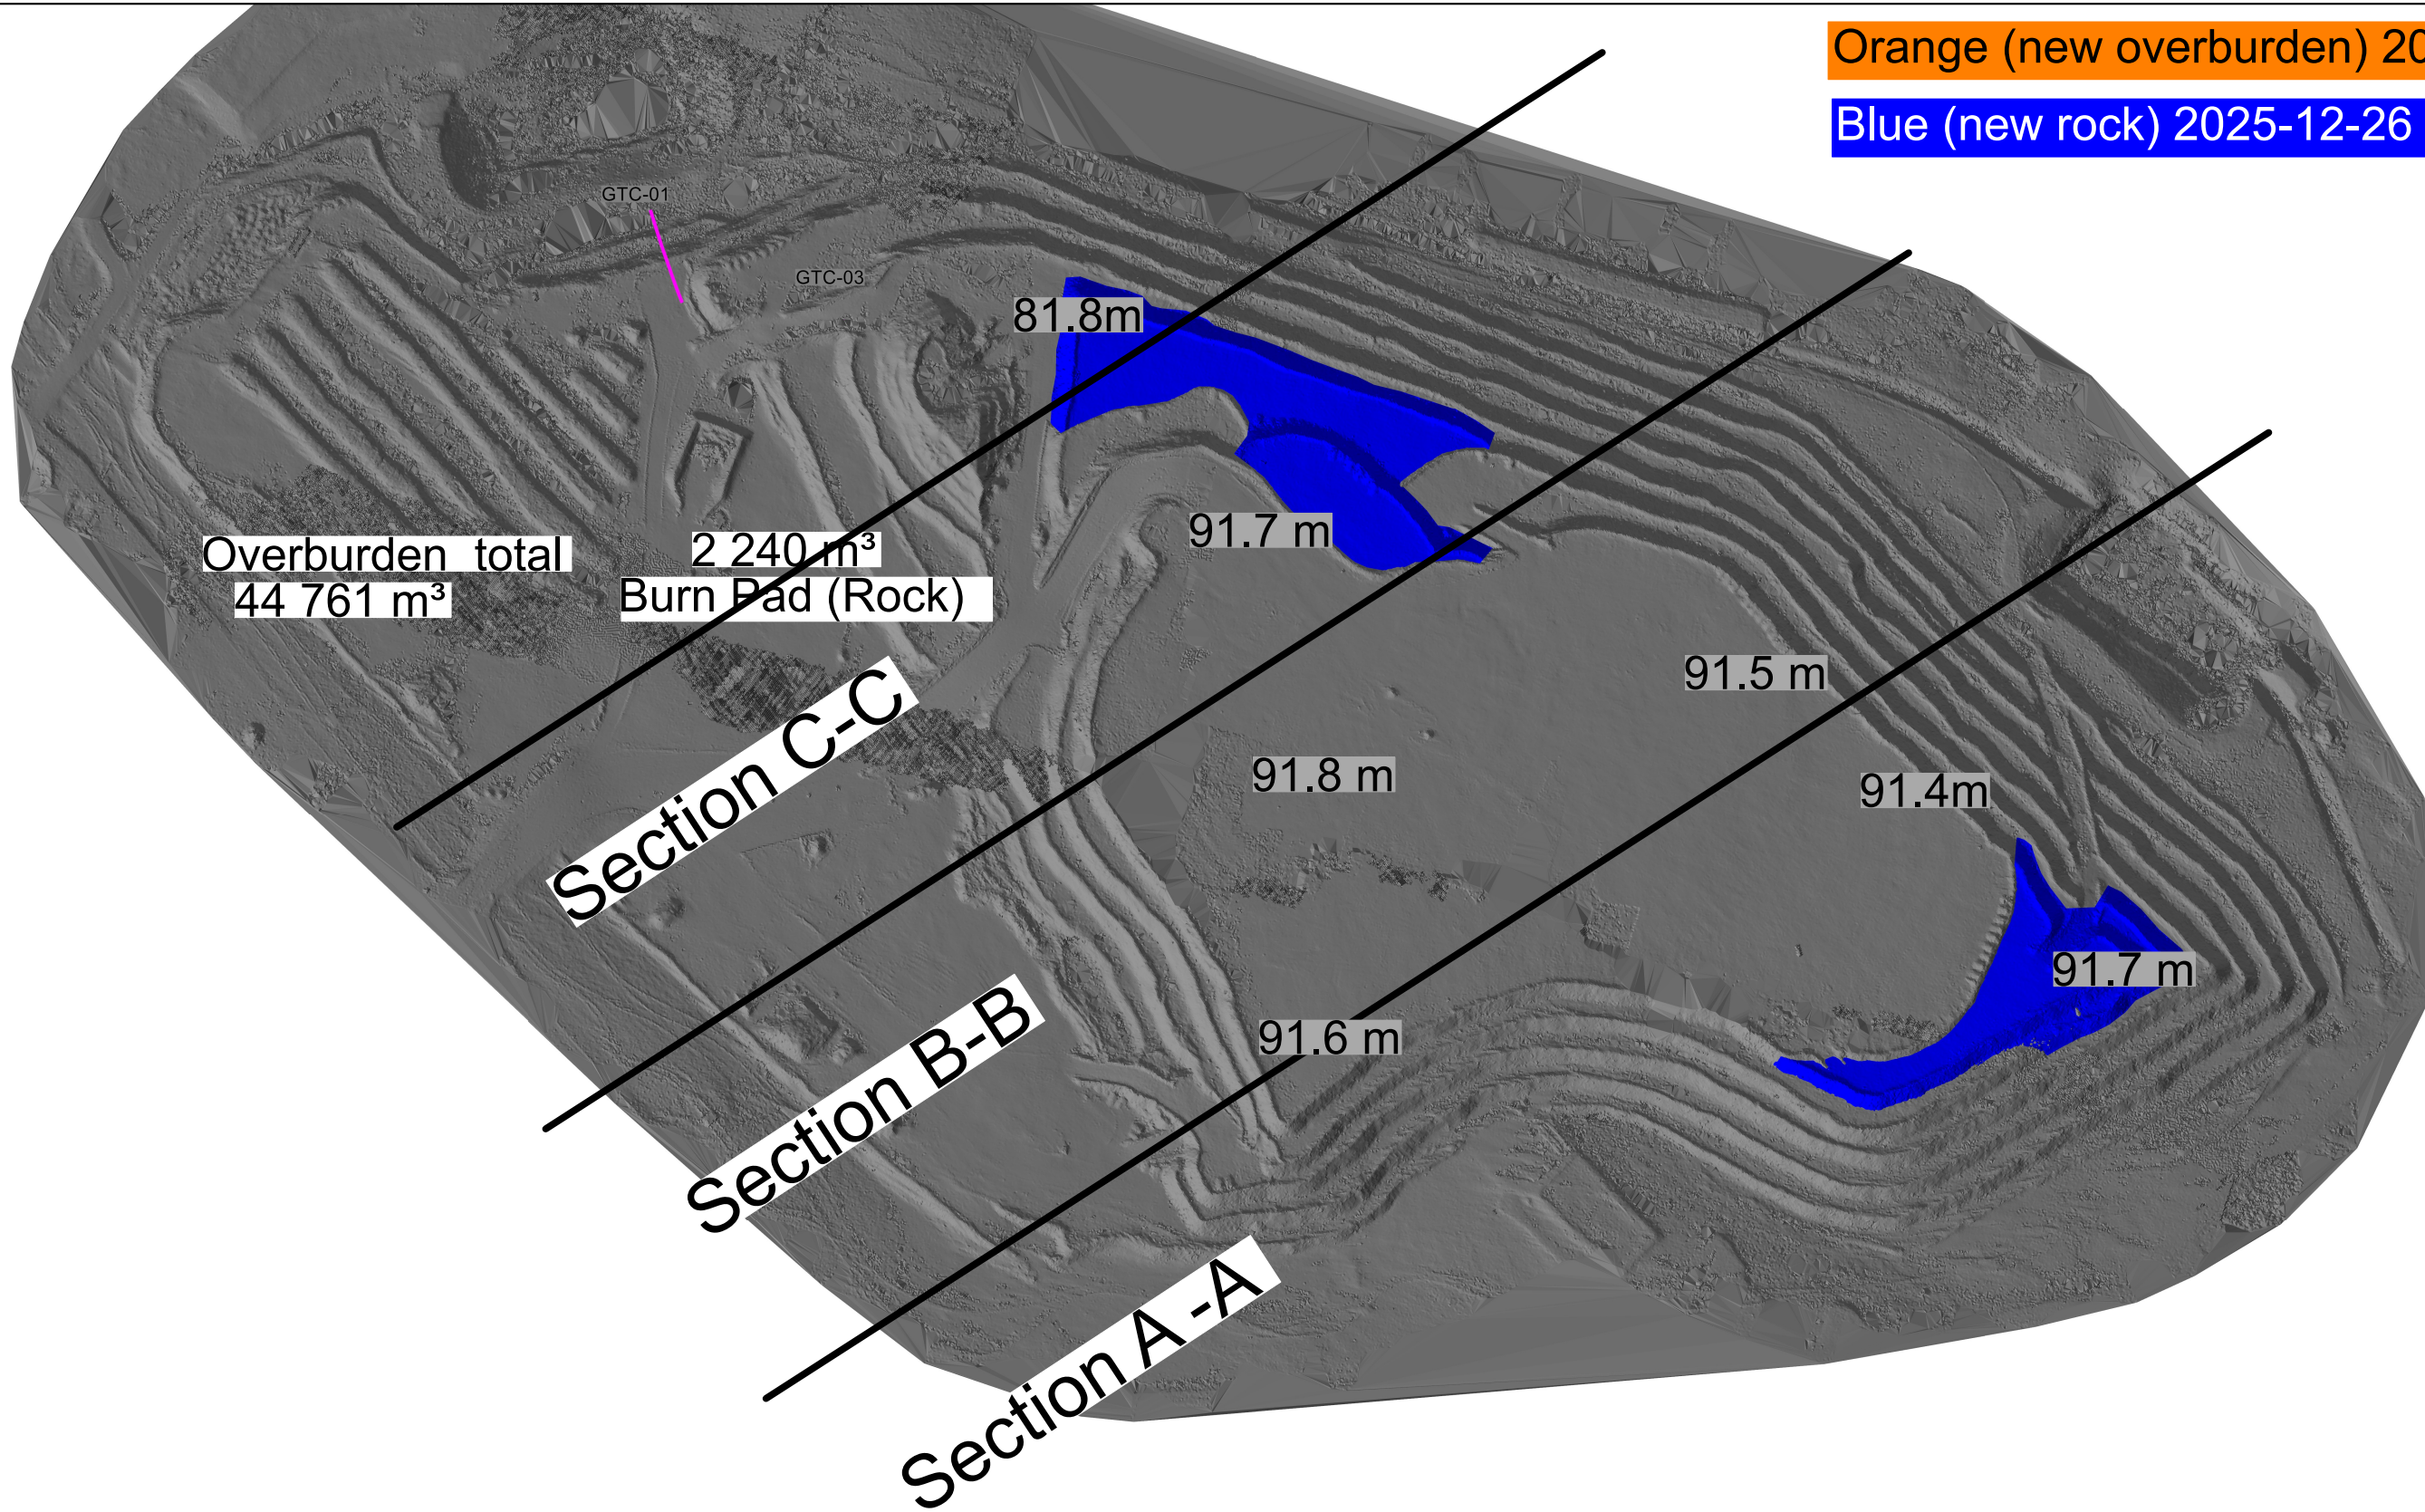 Orange (new overburden) 20
Blue (new rock) 2025-12-26
GTC-01
GTC-03
81.8m
91.7 m
Overburden total
44 761 m³
2 240 m³
Burn Pad (Rock)
91.5 m
Section C-C
91.8 m
91.4m
91.7 m
Section B-B
91.6 m
Section A -A